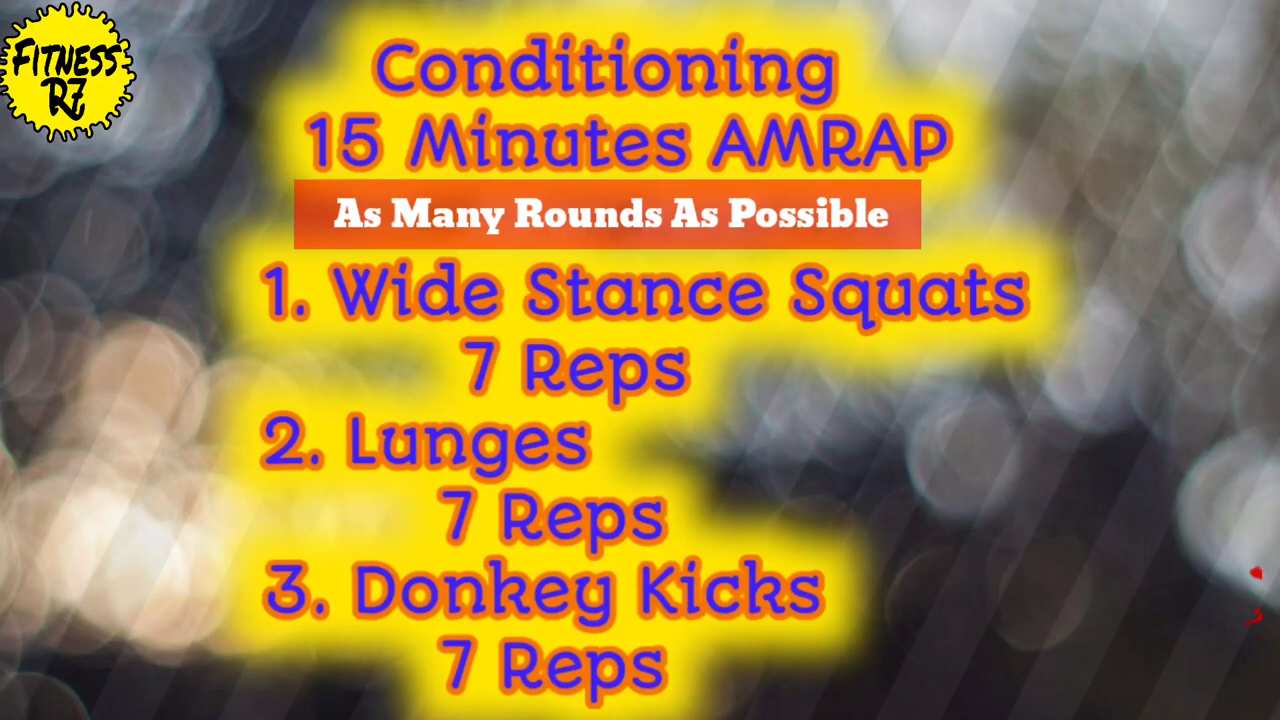 FITNESS
RZ
Conditioning
15 Minutes AMRAP
As Many Rounds As Possible
1. Wide Stance Squats
7 Reps
2. Lunges
7 Reps
3. Donkey Kicks
7 Reps